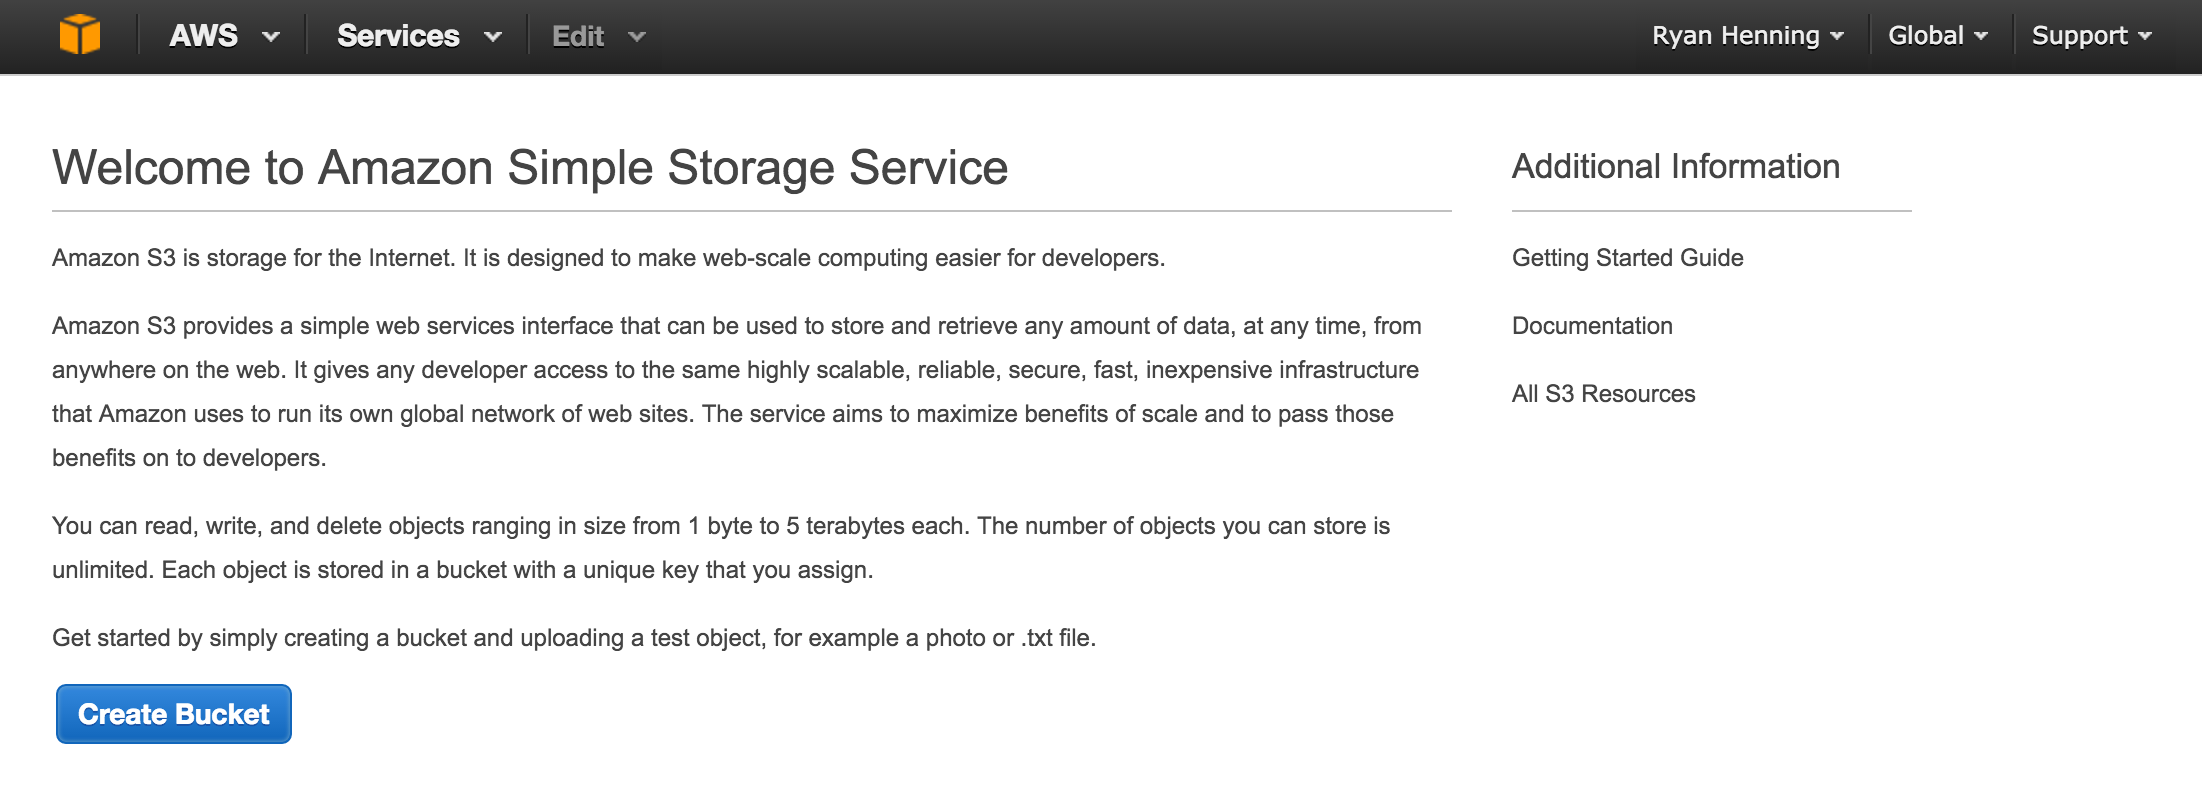 AWS Services Edit Ryan Henning Global Support
Welcome to Amazon Simple Storage Service
Amazon S3 is storage for the Internet. It is designed to make web-scale computing easier for developers.
Amazon S3 provides a simple web services interface that can be used to store and retrieve any amount of data, at any time, from
anywhere on the web. It gives any developer access to the same highly scalable, reliable, secure, fast, inexpensive infrastructure
that Amazon uses to run its own global network of web sites. The service aims to maximize benefits of scale and to pass those
benefits on to developers.
You can read, write, and delete objects ranging in size from 1 byte to 5 terabytes each. The number of objects you can store is
unlimited. Each object is stored in a bucket with a unique key that you assign.
Get started by simply creating a bucket and uploading a test object, for example a photo or .txt file.
Create Bucket
Additional Information
Getting Started Guide
Documentation
All S3 Resources